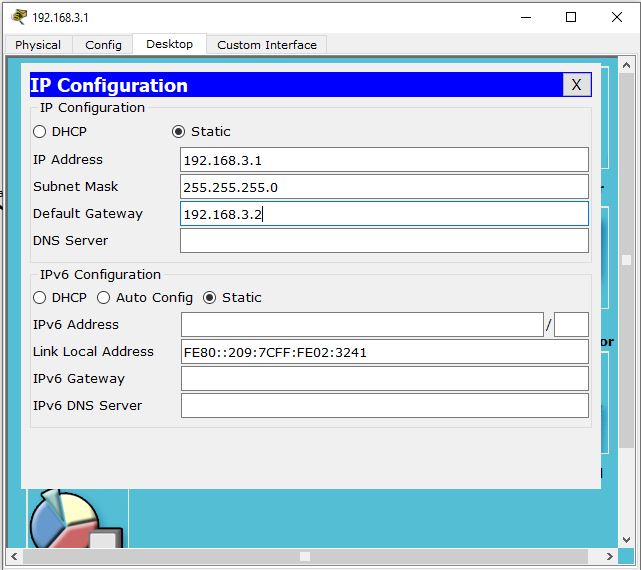 192.168.3.1
Physical Config Desktop Custom Interface
IP Configuration X
IP Configuration
DHCP Static
IP Address 192.168.3.1
Subnet Mask 255.255.255.0
Default Gateway 192.168.3.2
DNS Server
IPv6 Configuration
DHCP Auto Config Static
IPv6 Address /
Link Local Address FE80::209:7CFF:FE02:3241
IPv6 Gateway
IPv6 DNS Server